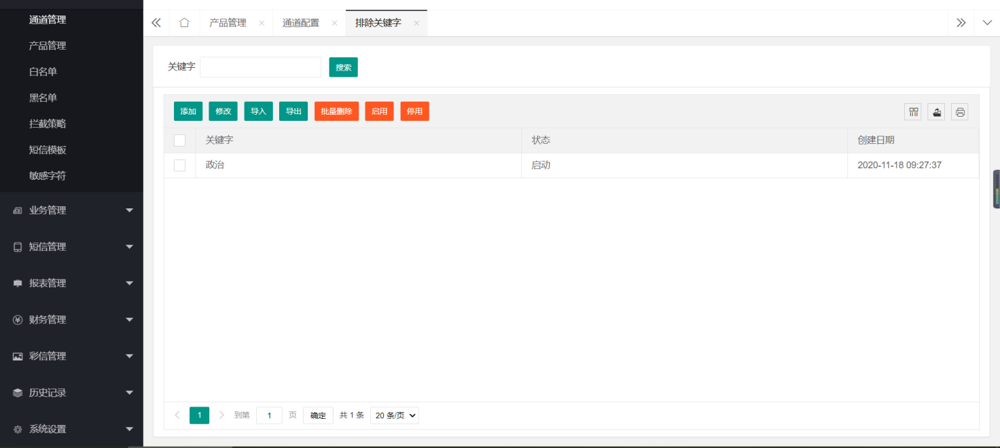 通道管理
产品管理
白名单
黑名单
拦截策略
短信模板
敏感字符
业务管理
短信管理
报表管理
财务管理
彩信管理
历史记录
系统设置
产品管理 通道配置 排除关键字
关键字 搜索
添加 修改 导入 导出 批量删除 启用 停用
关键字 状态 创建日期
政治 启动 2020-11-18 09:27:37
1 到第 1 页 确定 共 1 条 20 条/页